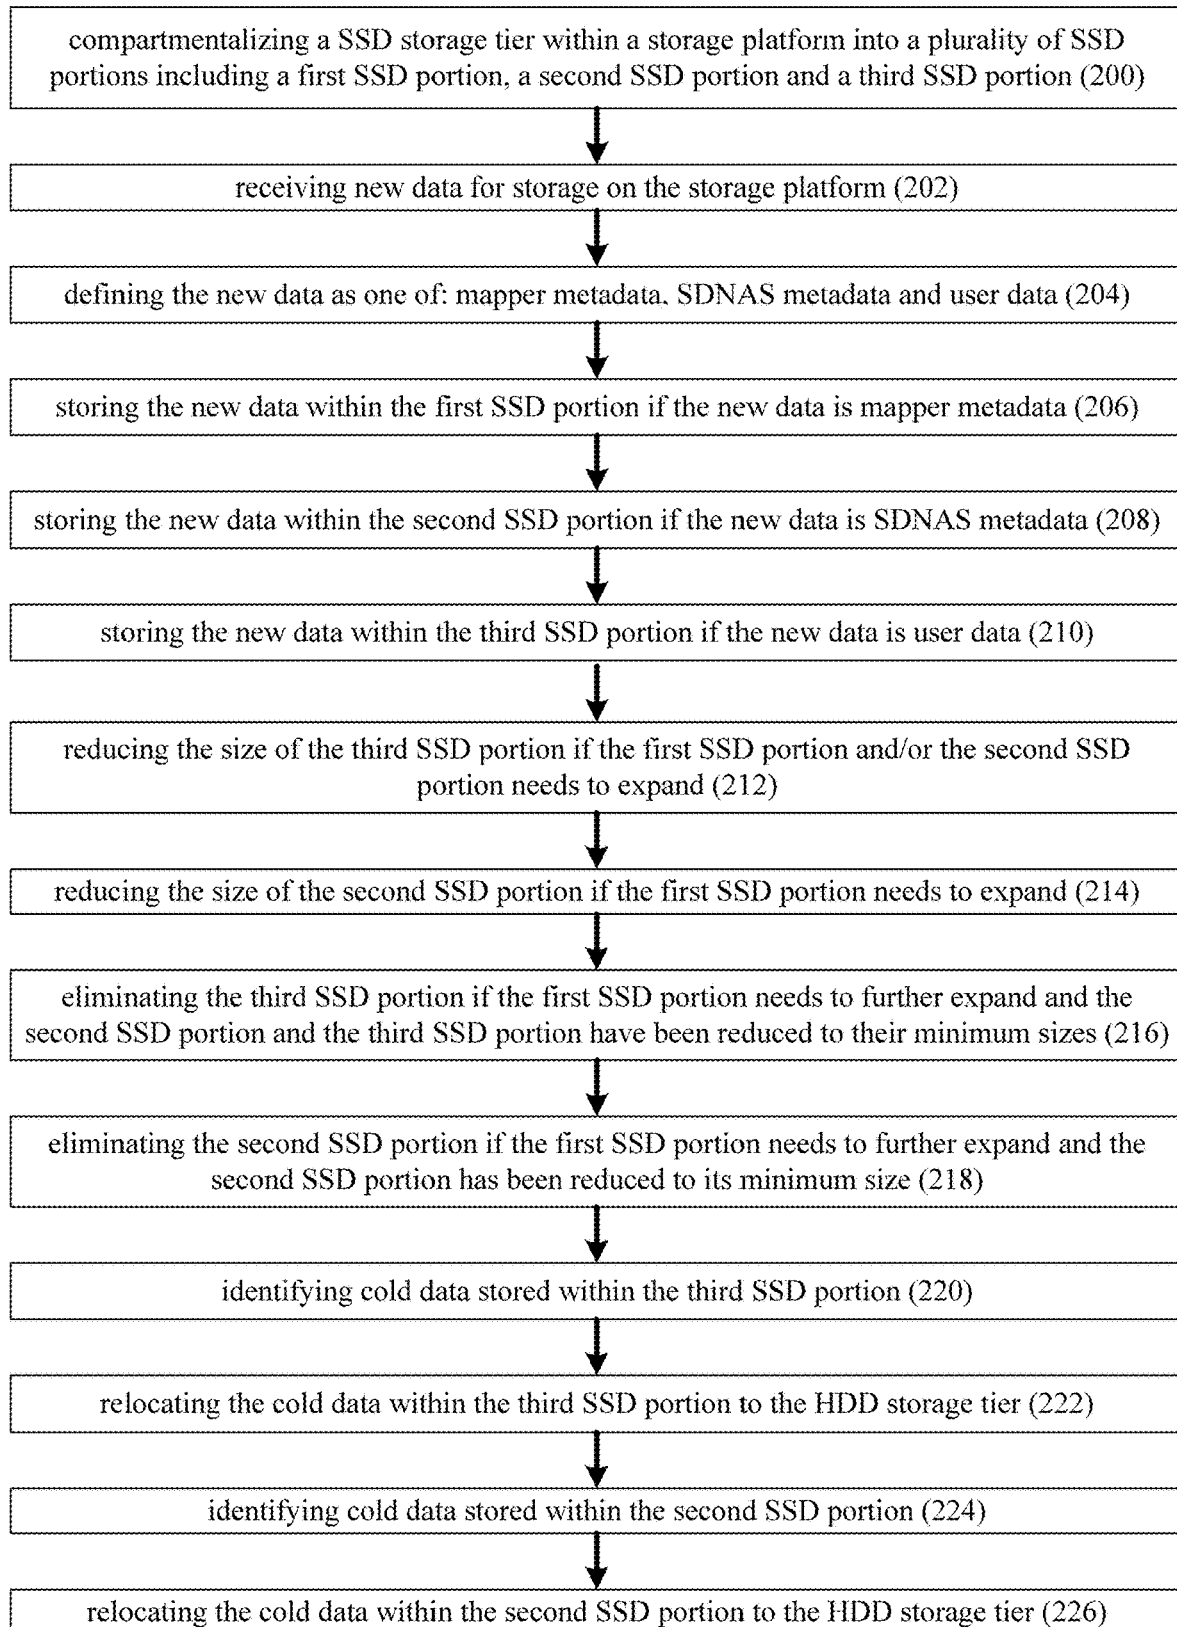 compartmentalizing a SSD storage tier within a storage platform into a plurality of SSD
portions including a first SSD portion, a second SSD portion and a third SSD portion (200)
receiving new data for storage on the storage platform (202)
defining the new data as one of: mapper metadata, SDNAS metadata and user data (204)
storing the new data within the first SSD portion if the new data is mapper metadata (206)
storing the new data within the second SSD portion if the new data is SDNAS metadata (208)
storing the new data within the third SSD portion if the new data is user data (210)
reducing the size of the third SSD portion if the first SSD portion and/or the second SSD
portion needs to expand (212)
reducing the size of the second SSD portion if the first SSD portion needs to expand (214)
eliminating the third SSD portion if the first SSD portion needs to further expand and the
second SSD portion and the third SSD portion have been reduced to their minimum sizes (216)
eliminating the second SSD portion if the first SSD portion needs to further expand and the
second SSD portion has been reduced to its minimum size (218)
identifying cold data stored within the third SSD portion (220)
relocating the cold data within the third SSD portion to the HDD storage tier (222)
identifying cold data stored within the second SSD portion (224)
relocating the cold data within the second SSD portion to the HDD storage tier (226)